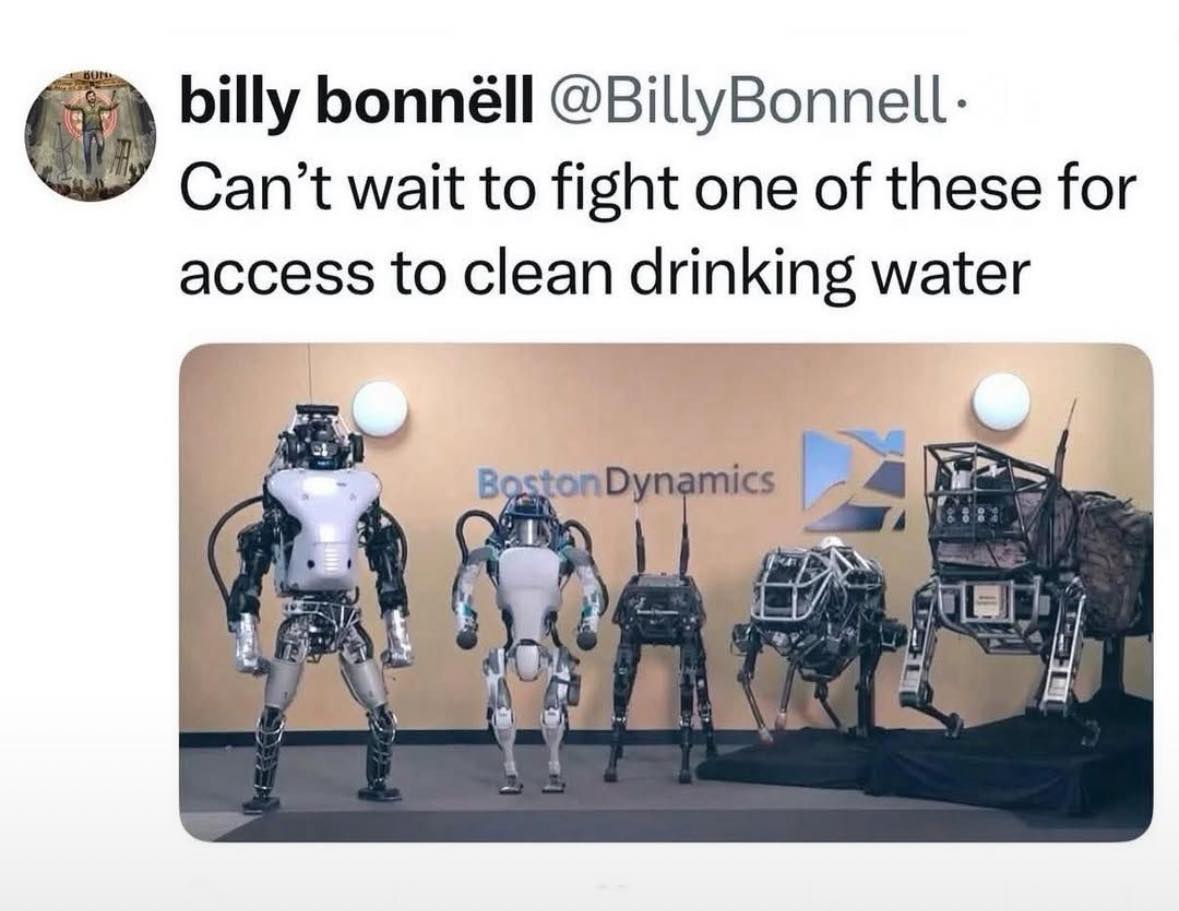 billy bonnëll @BillyBonnell·
Can’t wait to fight one of these for
access to clean drinking water
BostonDynamics